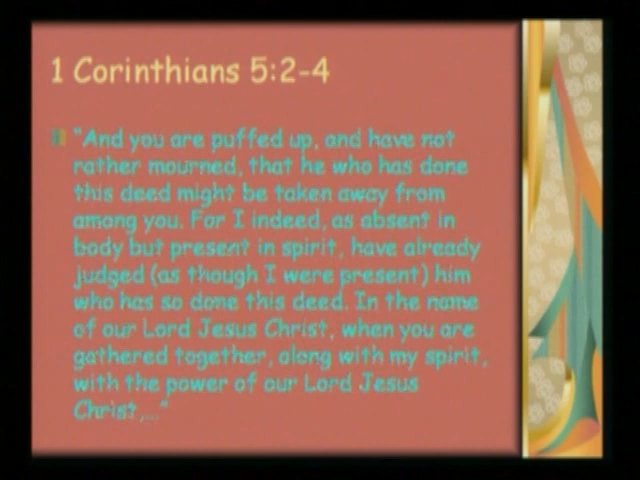 1 Corinthians 5:2-4
"And you are puffed up, and have not
rather mourned, that he who has done
this deed might be taken away from
among you. For I indeed, as absent in
body but present in spirit, have already
judged (as though I were present) him
who has so done this deed. In the name
of our Lord Jesus Christ, when you are
gathered together, along with my spirit,
with the power of our Lord Jesus
Christ,..."